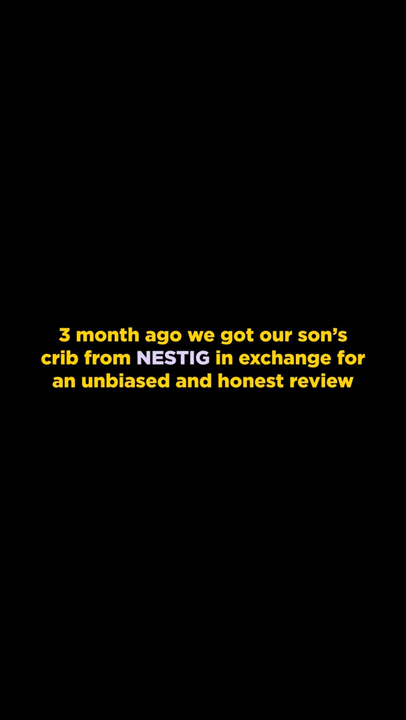 3 month ago we got our son’s
crib from NESTIG in exchange for
an unbiased and honest review